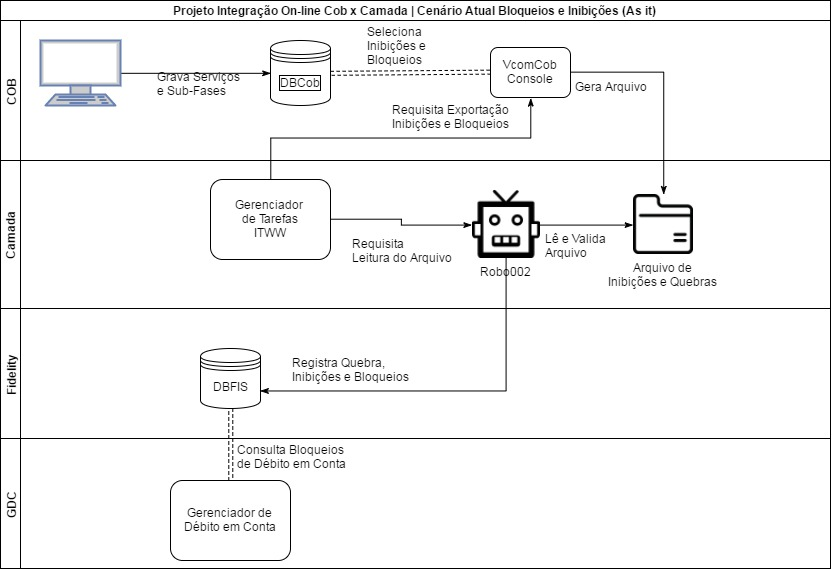 Projeto Integração On-line Cob x Camada | Cenário Atual Bloqueios e Inibições (As it)
COB
Grava Serviços
e Sub-Fases
DBCob
Seleciona
Inibições e
Bloqueios
VcomCob
Console
Gera Arquivo
Requisita Exportação
Inibições e Bloqueios
Camada
Gerenciador
de Tarefas
ITWW
Requisita
Leitura do Arquivo
Robo002
Lê e Valida
Arquivo
Arquivo de
Inibições e Quebras
Fidelity
DBFIS
Registra Quebra,
Inibições e Bloqueios
GDC
Consulta Bloqueios
de Débito em Conta
Gerenciador de
Débito em Conta